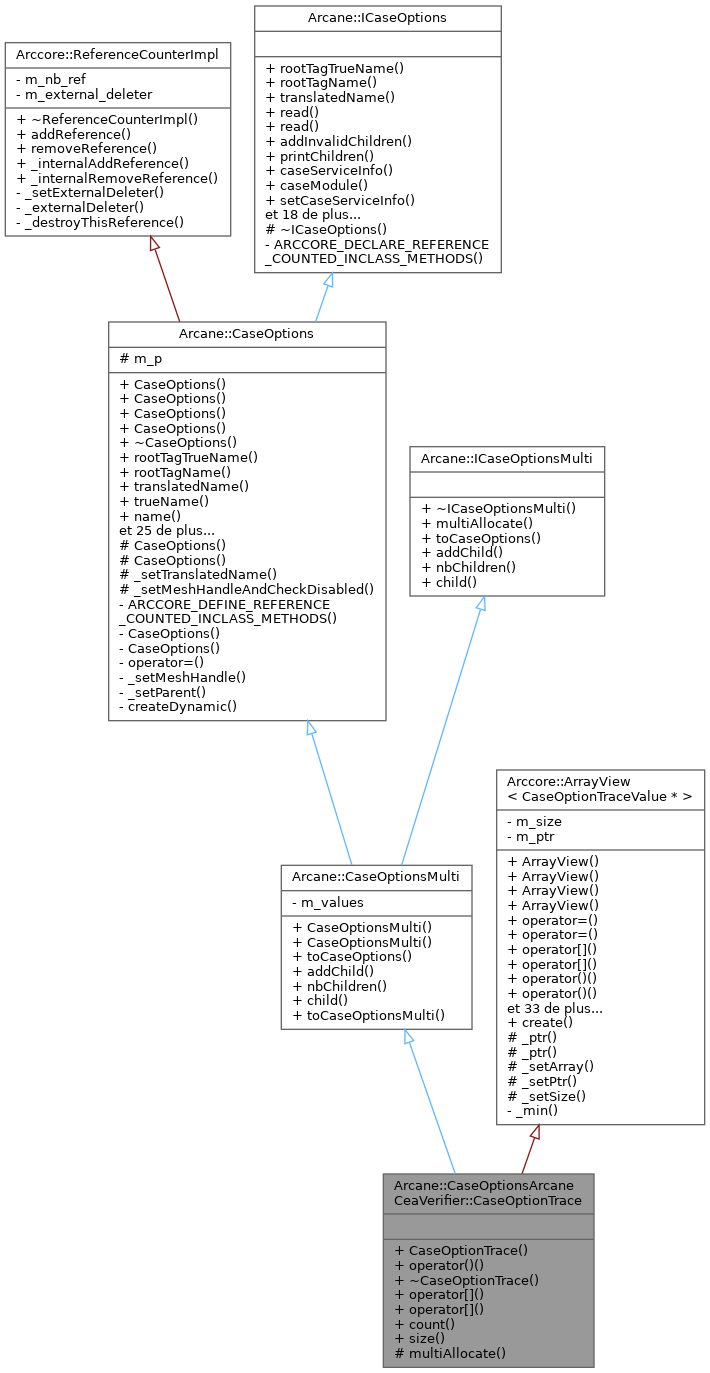 Arcane::ICaseOptions
+ rootTagTrueName()
+ rootTagName()
+ translatedName()
+ read()
+ read()
+ addInvalidChildren()
+ printChildren()
+ caseServiceInfo()
+ caseModule()
+ setCaseServiceInfo()
et 18 de plus...
# ~ICaseOptions()
- ARCCORE_DECLARE_REFERENCE
_COUNTED_INCLASS_METHODS()
Arccore::ReferenceCounterImpl
- m_nb_ref
- m_external_deleter
+ ~ReferenceCounterImpl()
+ addReference()
+ removeReference()
+ _internalAddReference()
+ _internalRemoveReference()
- _setExternalDeleter()
- _externalDeleter()
- _destroyThisReference()
Arcane::CaseOptions
# m_p
+ CaseOptions()
+ CaseOptions()
+ CaseOptions()
+ CaseOptions()
+ ~CaseOptions()
+ rootTagTrueName()
+ rootTagName()
+ translatedName()
+ trueName()
+ name()
et 25 de plus...
# CaseOptions()
# CaseOptions()
# _setTranslatedName()
# _setMeshHandleAndCheckDisabled()
- ARCCORE_DEFINE_REFERENCE
_COUNTED_INCLASS_METHODS()
- CaseOptions()
- CaseOptions()
- operator=()
- _setMeshHandle()
- _setParent()
- createDynamic()
Arcane::ICaseOptionsMulti
+ ~ICaseOptionsMulti()
+ multiAllocate()
+ toCaseOptions()
+ addChild()
+ nbChildren()
+ child()
Arccore::ArrayView
< CaseOptionTraceValue * >
- m_size
- m_ptr
+ ArrayView()
+ ArrayView()
+ ArrayView()
+ ArrayView()
+ operator=()
+ operator=()
+ operator[]()
+ operator[]()
+ operator()()
+ operator()()
et 33 de plus...
+ create()
# _ptr()
# _ptr()
# _setArray()
# _setPtr()
# _setSize()
- _min()
Arcane::CaseOptionsMulti
- m_values
+ CaseOptionsMulti()
+ CaseOptionsMulti()
+ toCaseOptions()
+ addChild()
+ nbChildren()
+ child()
+ toCaseOptionsMulti()
Arcane::CaseOptionsArcane
CeaVerifier::CaseOptionTrace
+ CaseOptionTrace()
+ operator()()
+ ~CaseOptionTrace()
+ operator[]()
+ operator[]()
+ count()
+ size()
# multiAllocate()